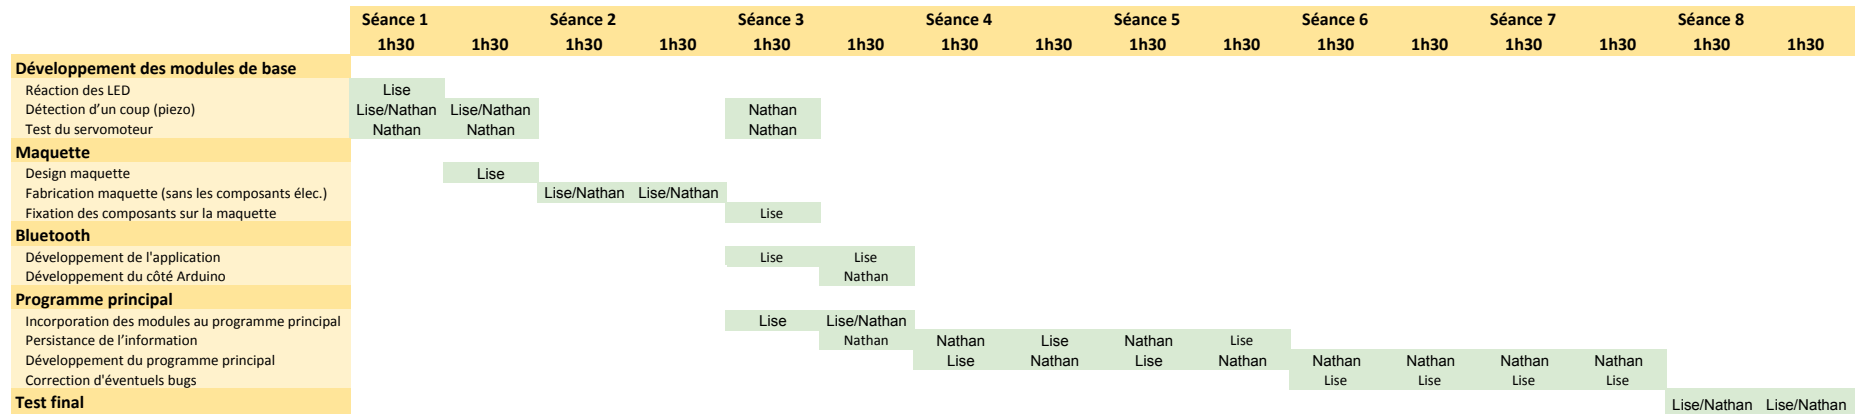 Séance 1 Séance 2 Séance 3 Séance 4 Séance 5 Séance 6 Séance 7 Séance 8
1h30 1h30 1h30 1h30 1h30 1h30 1h30 1h30 1h30 1h30 1h30 1h30 1h30 1h30 1h30 1h30
Développement des modules de base
Réaction des LED Lise
Détection d’un coup (piezo) Lise/Nathan Lise/Nathan Nathan
Test du servomoteur Nathan Nathan Nathan
Maquette
Design maquette Lise
Fabrication maquette (sans les composants élec.) Lise/Nathan Lise/Nathan
Fixation des composants sur la maquette Lise
Bluetooth
Développement de l'application Lise Lise
Développement du côté Arduino Nathan
Programme principal
Incorporation des modules au programme principal Lise Lise/Nathan
Persistance de l’information Nathan Nathan Lise Nathan Lise
Développement du programme principal Lise Nathan Lise Nathan Nathan Nathan Nathan Nathan
Correction d'éventuels bugs Lise Lise Lise Lise
Test final Lise/Nathan Lise/Nathan